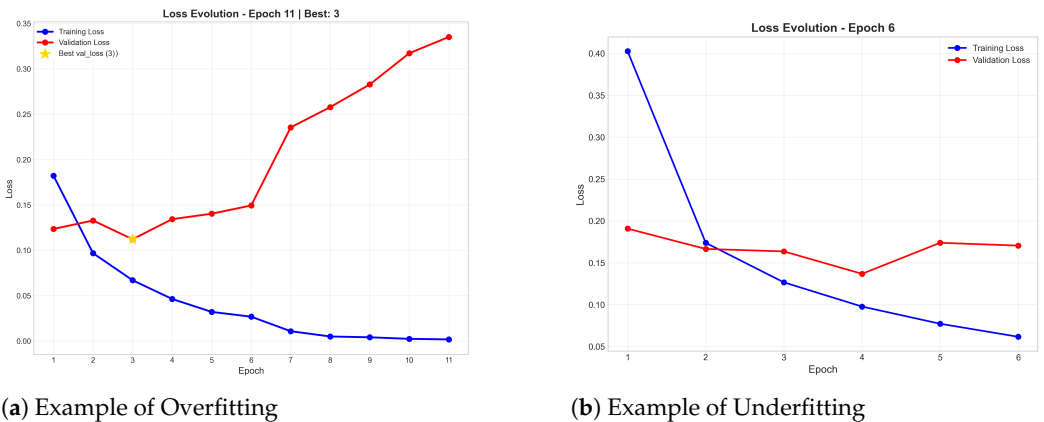 Loss Evolution - Epoch 11 | Best: 3
Training Loss
Validation Loss
Best val_loss (3))
0.35
0.30
0.25
0.20
0.15
0.10
0.05
0.00
Loss
1 2 3 4 5 6 7 8 9 10 11
Epoch
(a) Example of Overfitting
Loss Evolution - Epoch 6
Training Loss
Validation Loss
0.40
0.35
0.30
0.25
0.20
0.15
0.10
0.05
Loss
1 2 3 4 5 6
Epoch
(b) Example of Underfitting